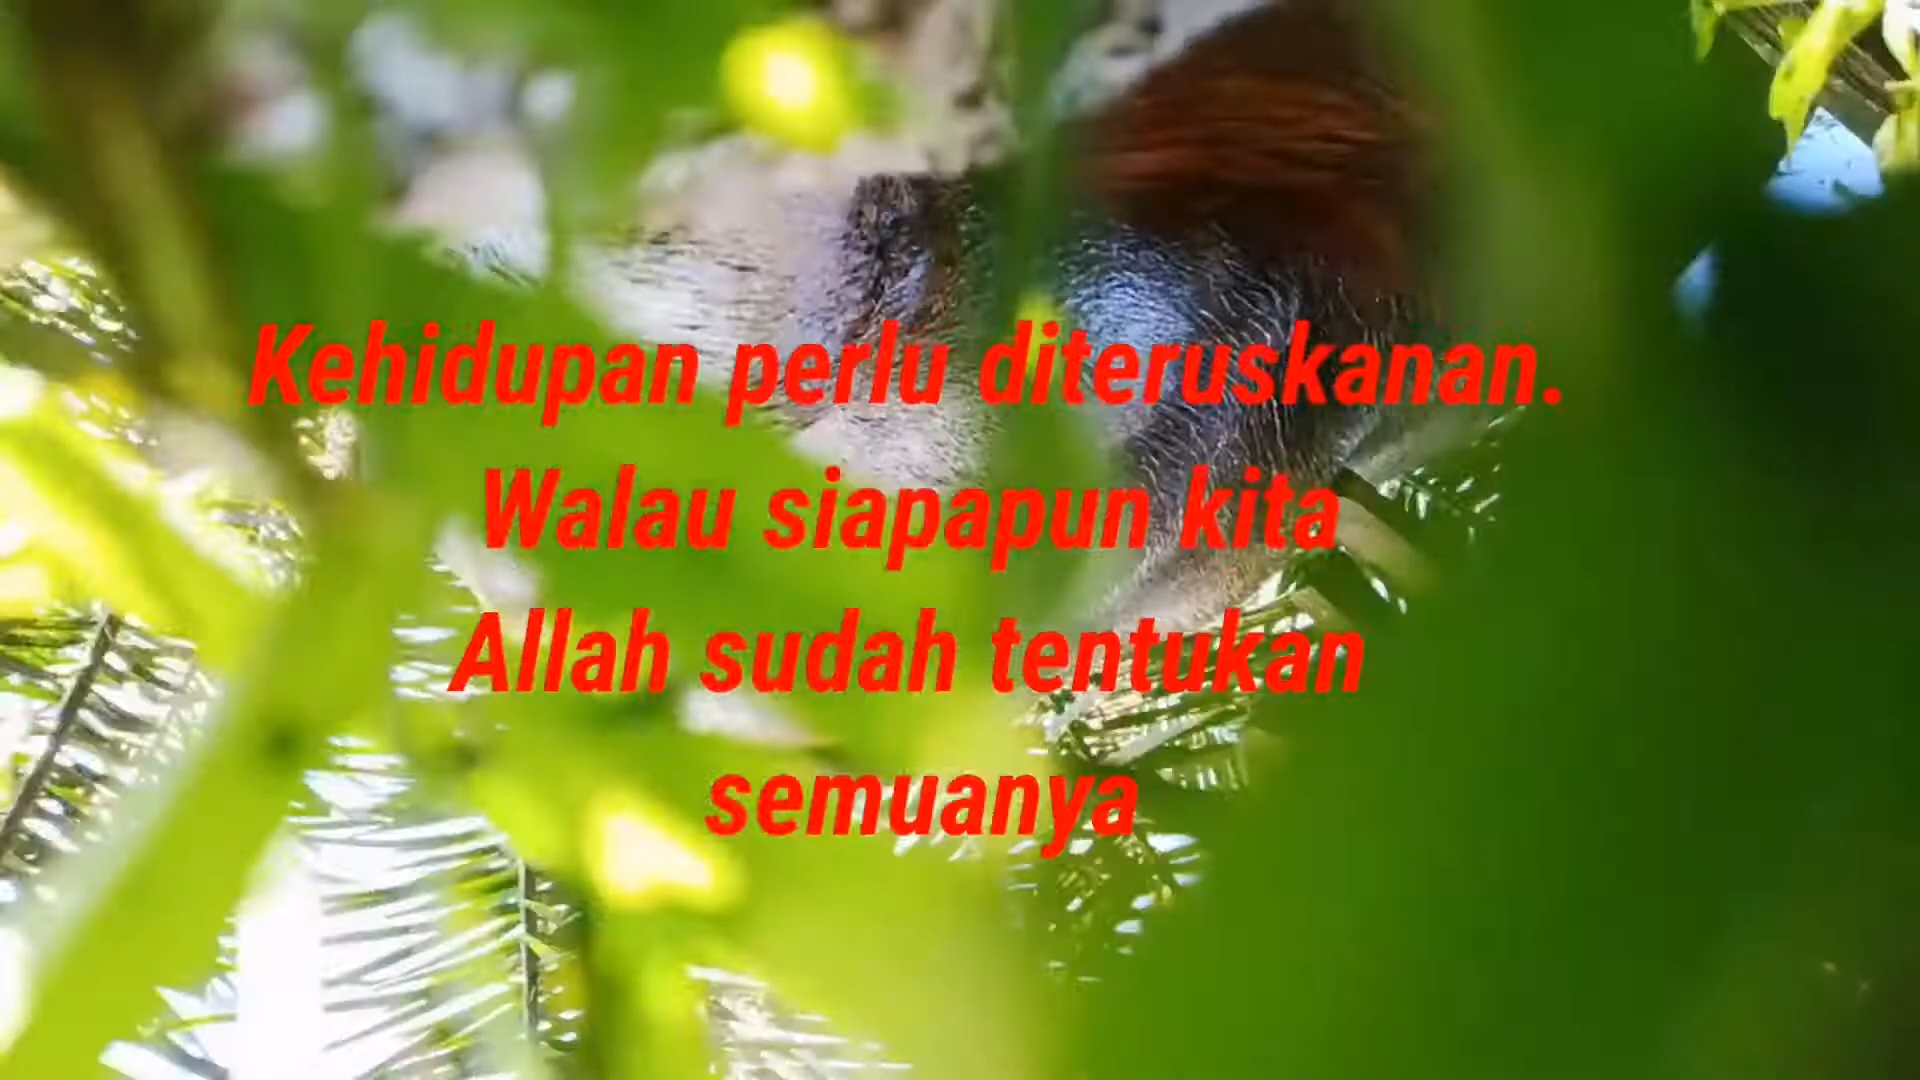 Kehidupan perlu diteruskanan.
Walau siapapun kita
Allah sudah tentukan
semuanya